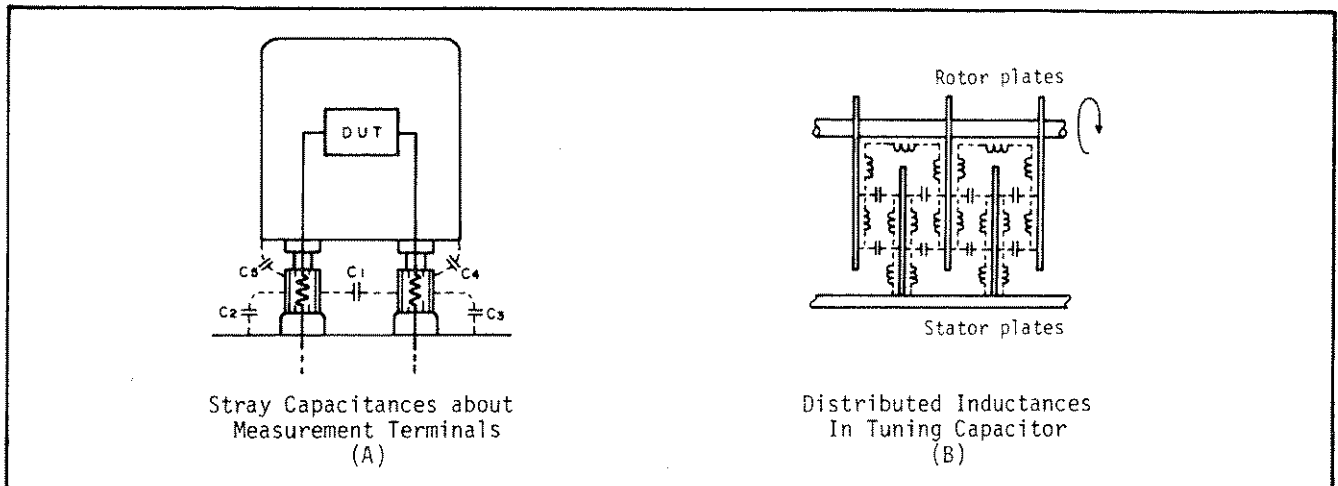 DUT
C5
C1
C4
C2
C3
Stray Capacitances about
Measurement Terminals
(A)
Rotor plates
Stator plates
Distributed Inductances
In Tuning Capacitor
(B)